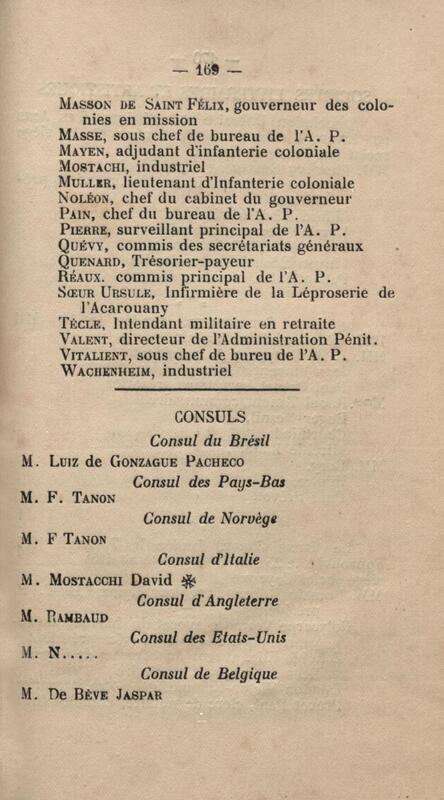 — 169 —
MASSON DE SAINT FÉLIX, gouverneur des colo-
nies en mission
MASSE, sous chef de bureau de l'A. P.
MAYEN, adjudant d'infanterie coloniale
MOSTACHI, industriel
MULLER, lieutenant d'Infanterie coloniale
NOLÉON, chef du cabinet du gouverneur
PAIN, chef du bureau de l'A. P.
PIERRE, surveillant principal de l'A. P.
QUÉVY, commis des secrétariats généraux
QUENARD, Trésorier-payeur
RÉAUX. commis principal de l'A. P.
SŒUR URSULE, Infirmière de la Léproserie de
l'Acarouany
TÈCLE, Intendant militaire en retraite
VALENT, directeur de l'Administration Pénit.
VITALIENT, sous chef de bureu de l'A. P.
WACHENHEIM, industriel
CONSULS
Consul du Brésil
M. LUIZ de GONZAGUE PACHECO
Consul des Pays-Bas
M. F. TANON
Consul de Norvège
M. F TANON
Consul d'Italie
M. MOSTACCHI David ✻
Consul d'Angleterre
M. RAMBAUD
Consul des Etats-Unis
M. N.....
Consul de Belgique
M. De BÈVE JASPAR